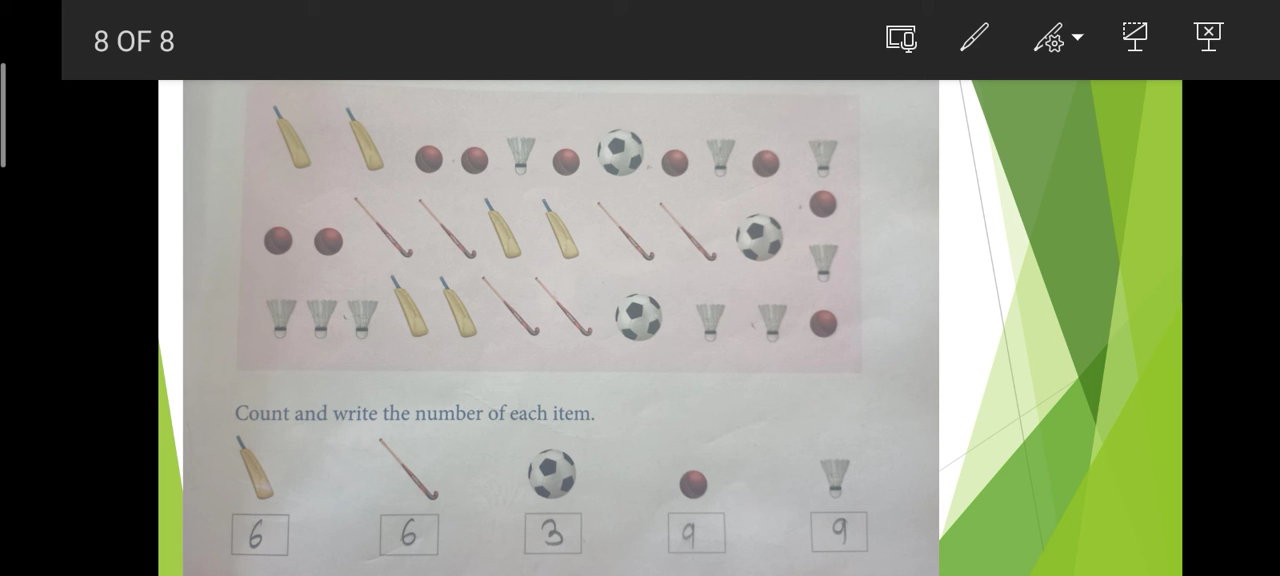 8 OF 8
Count and write the number of each item.
6 6 3 9 9